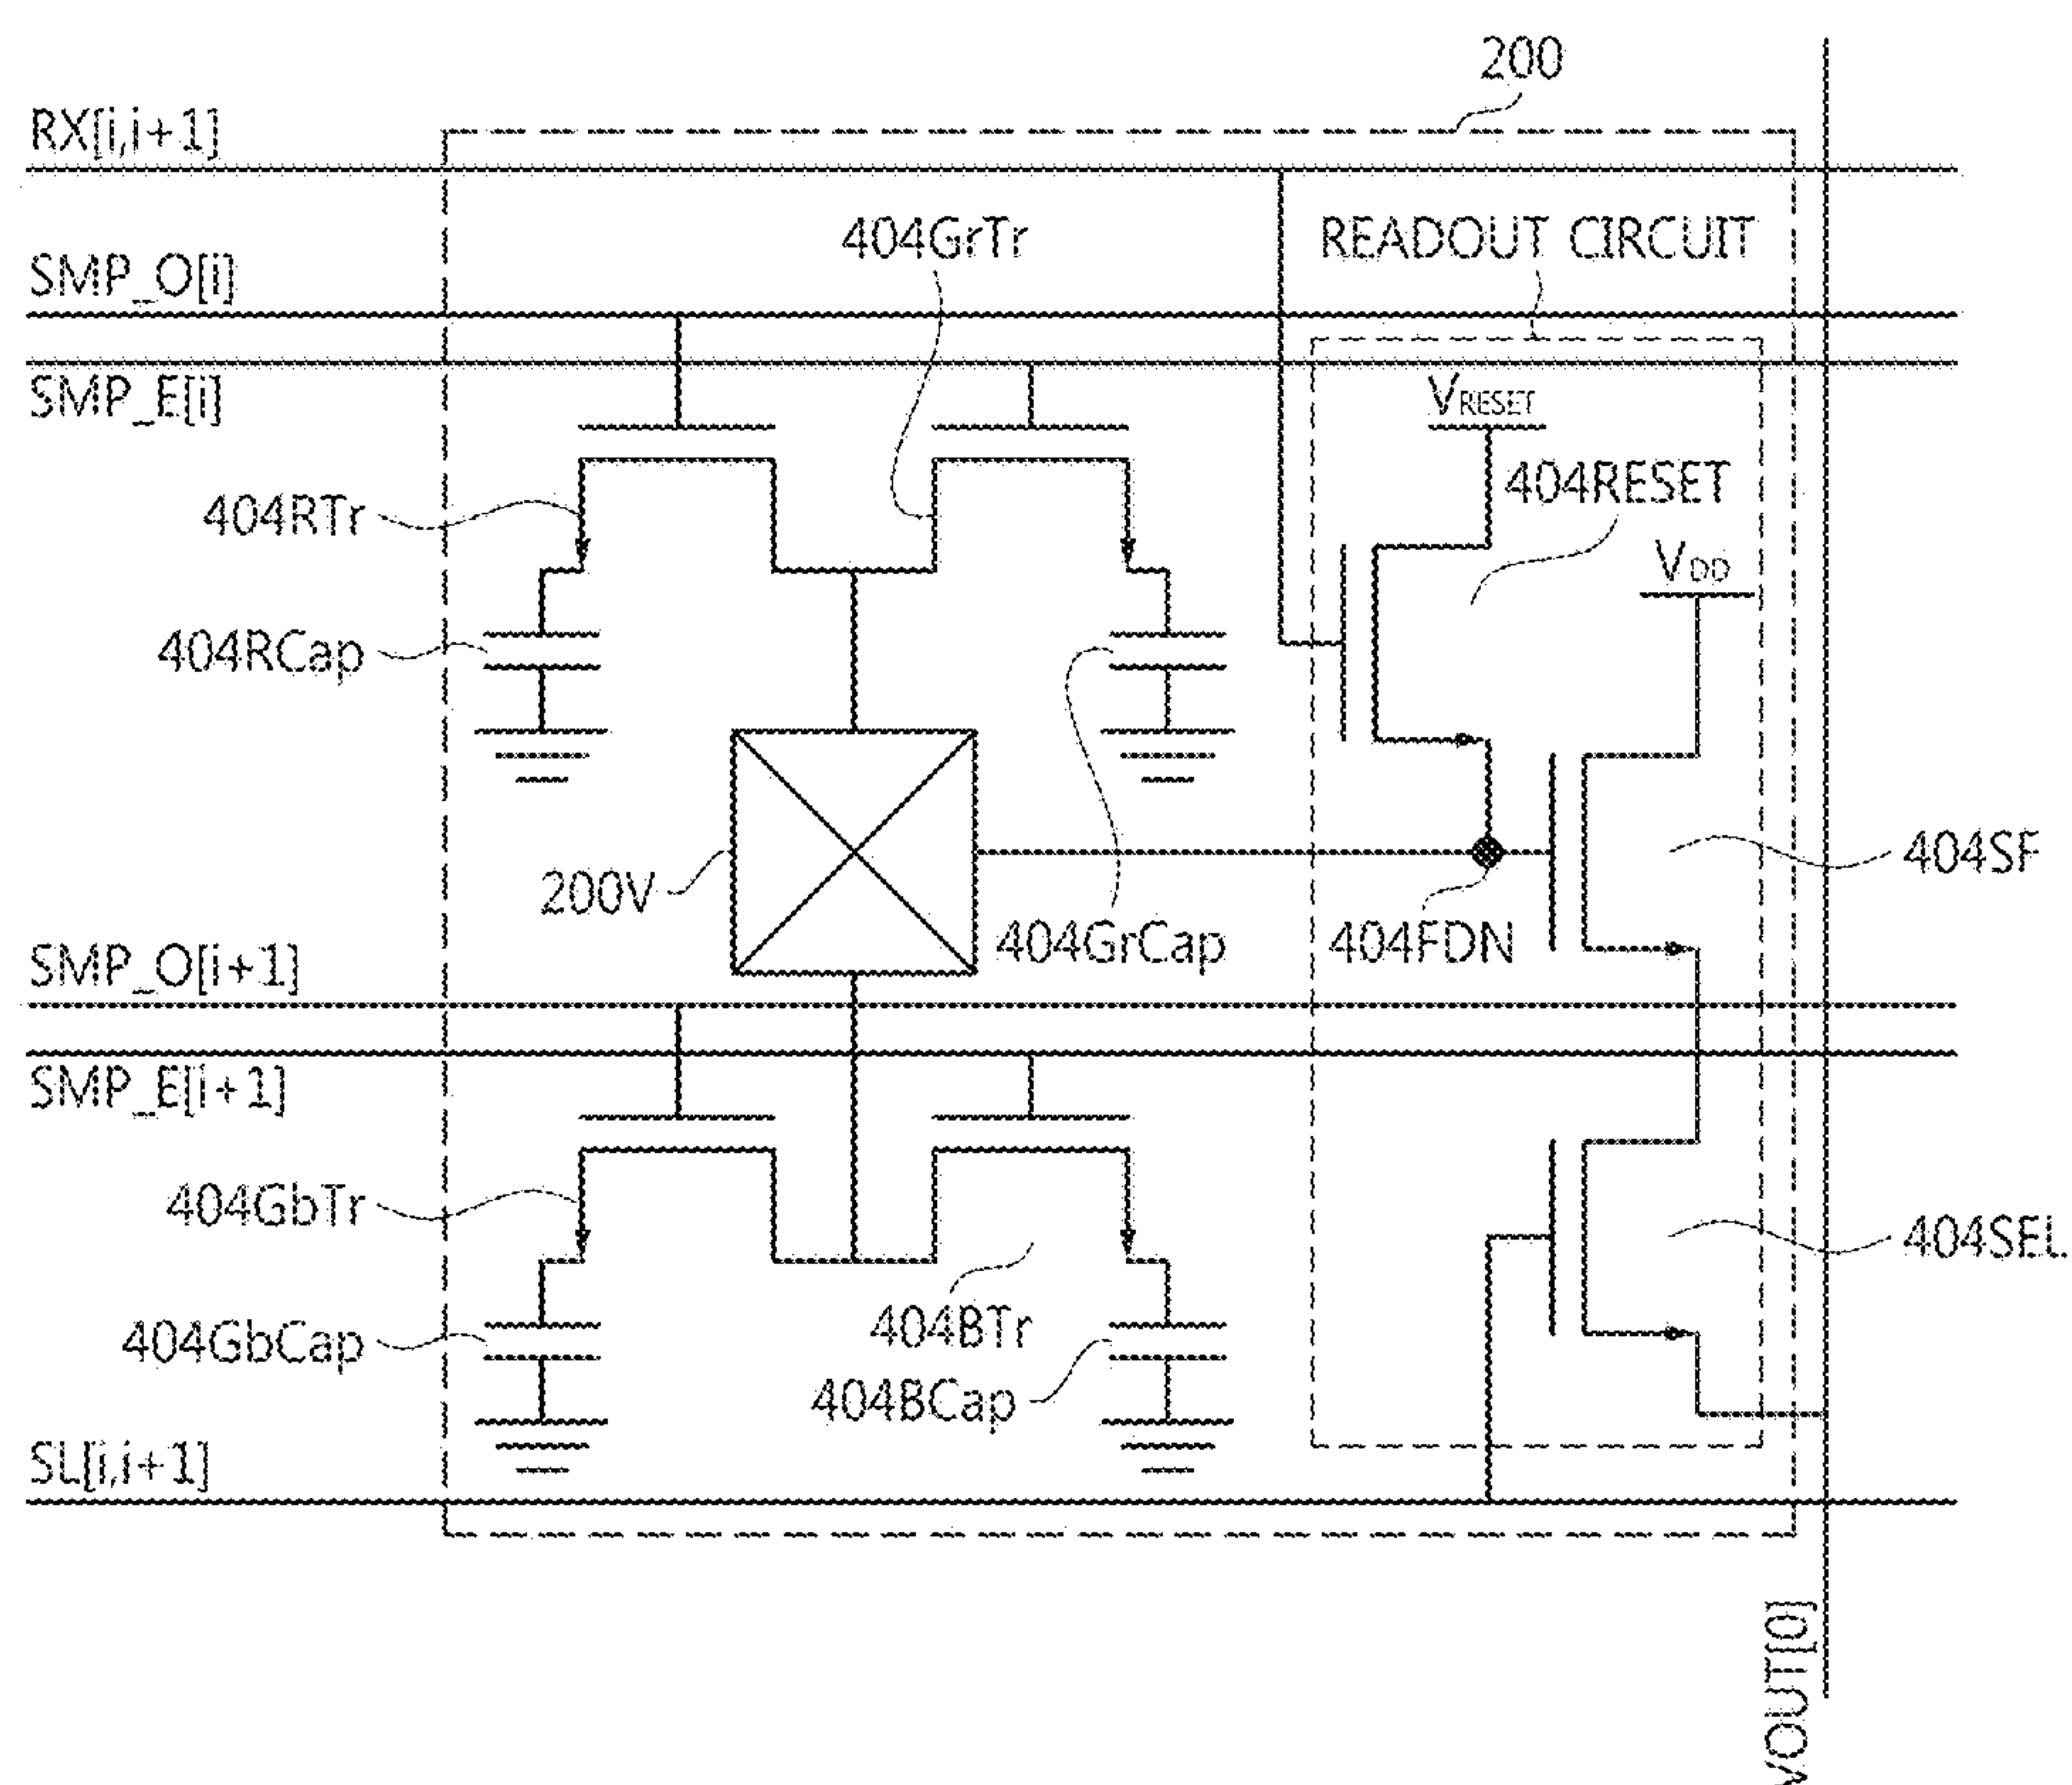 200
RX[i,i+1]
404GrTr
READOUT CIRCUIT
SMP_O[i]
SMP_E[i]
VRESET
404RESET
404RTr
VDD
404RCap
200V
404SF
404GrCap
404FDN
SMP_O[i+1]
SMP_E[i+1]
404GbTr
404SEL
404BTr
404GbCap
404BCap
SL[i,i+1]
VOUT[0]